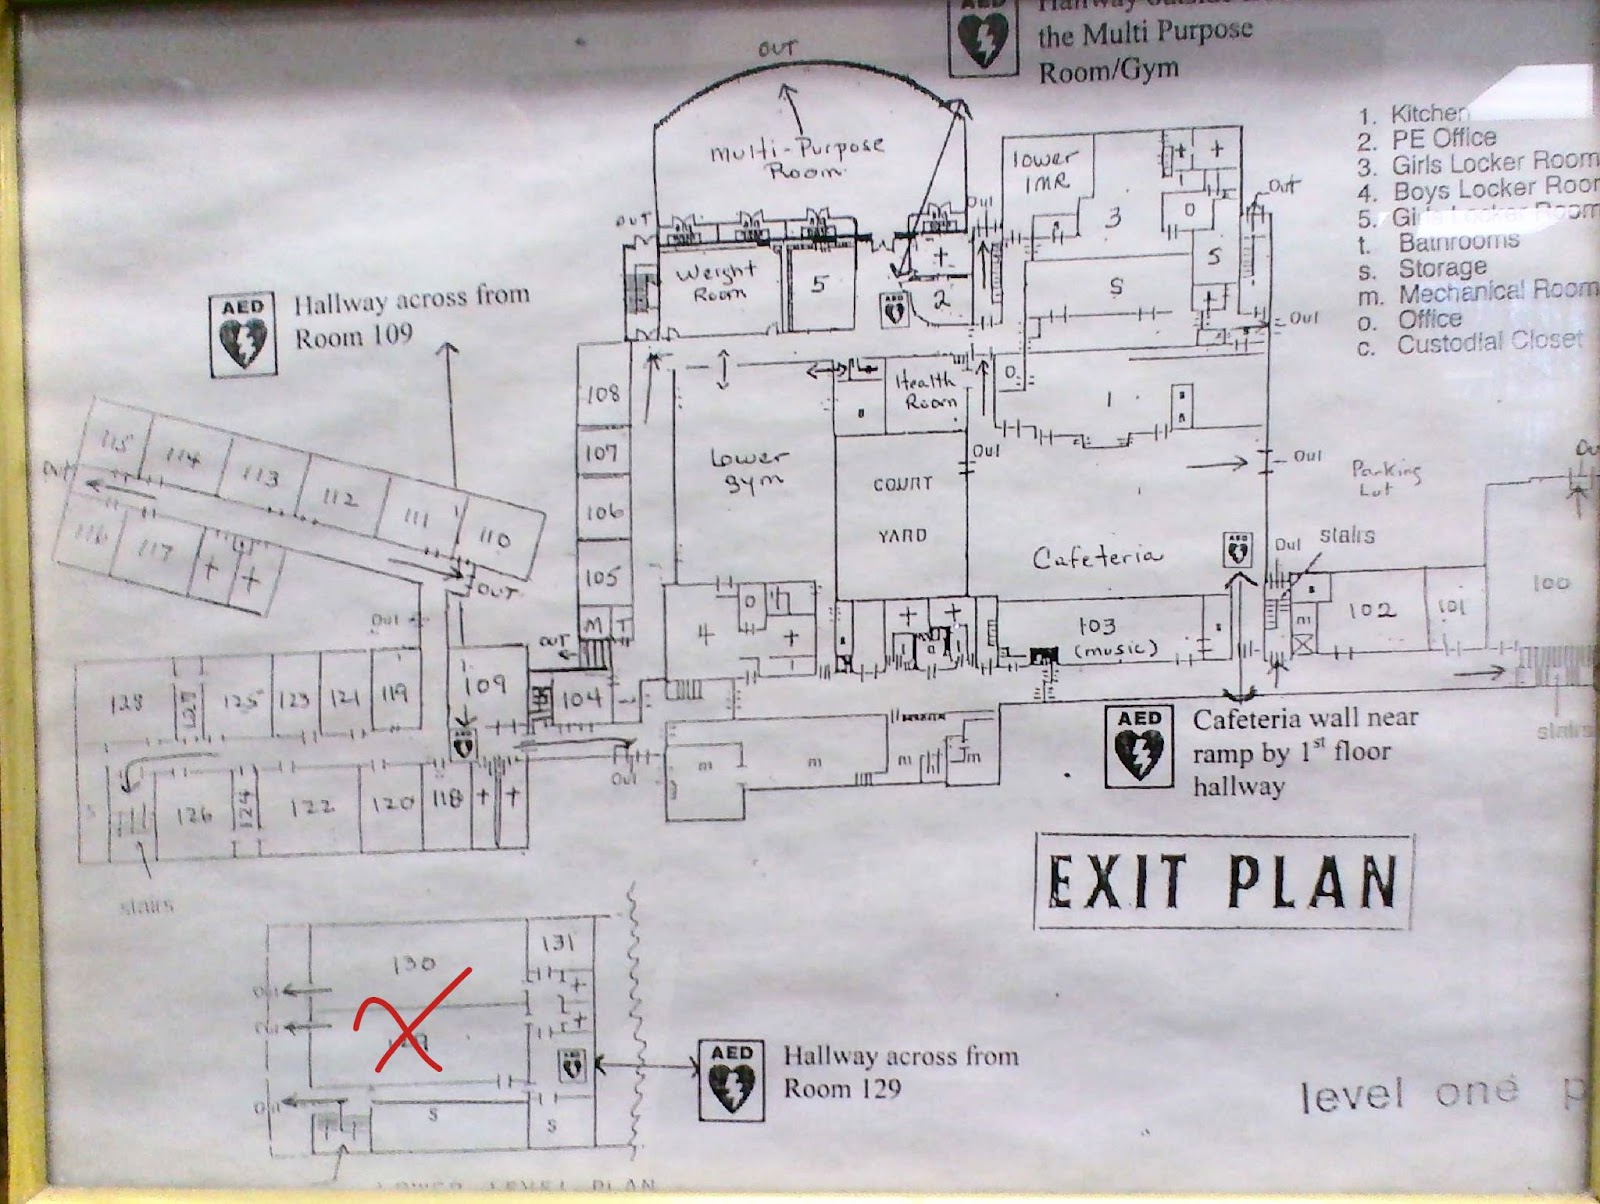 AED
the Multi Purpose
Room/Gym
OUT
Multi-Purpose
Room
lower
IMR
3
O
Out
1. Kitchen
2. PE Office
3. Girls Locker Room
4. Boys Locker Room
5. Girls Locker Room
t. Bathrooms
s. Storage
m. Mechanical Room
o. Office
c. Custodial Closet
OUT
Out
Weight
Room
5
2
AED
S
S
Out
AED
Hallway across from
Room 109
108
107
106
105
M
T
Lower
gym
Health
Room
O
1
Out
Out
COURT
YARD
Cafeteria
AED
Parking
Lot
Out
stairs
115
114
113
112
111
110
116
117
Out
OUT
Out
OUT
4
O
103
(music)
m
102
101
100
stairs
128
127
125
123
121
119
109
104
AED
Out
126
124
122
120
118
S
stairs
m
m
m
m
AED
Cafeteria wall near
ramp by 1st floor
hallway
EXIT PLAN
130
131
AED
S
S
AED
Hallway across from
Room 129
level one
LOWER LEVEL PLAN